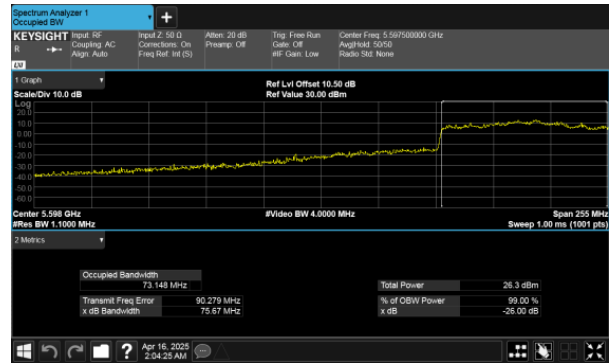 Spectrum Analyzer 1
Occupied BW
+
KEYSIGHT Input: RF Input Z: 50 Ω Atten: 20 dB Trig: Free Run Center Freq: 5.597500000 GHz
R Coupling: AC Corrections: On Preamp: Off Gate: Off Avg|Hold: 50/50
Align: Auto Freq Ref: Int (S) #IF Gain: Low Radio Std: None
LXI
1 Graph
Ref Lvl Offset 10.50 dB
Scale/Div 10.0 dB Ref Value 30.00 dBm
Log
20.0
10.0
0.00
-10.0
-20.0
-30.0
-40.0
-50.0
-60.0
Center 5.598 GHz #Video BW 4.0000 MHz Span 255 MHz
#Res BW 1.1000 MHz Sweep 1.00 ms (1001 pts)
2 Metrics
Occupied Bandwidth
73.148 MHz Total Power 26.3 dBm
Transmit Freq Error 90.279 MHz % of OBW Power 99.00 %
x dB Bandwidth 75.67 MHz x dB -26.00 dB
? Apr 16, 2025
2:04:25 AM